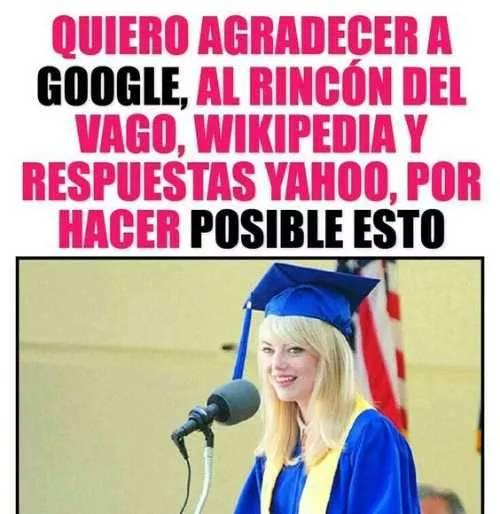 QUIERO AGRADECER A
GOOGLE, AL RINCÓN DEL
VAGO, WIKIPEDIA Y
RESPUESTAS YAHOO, POR
HACER POSIBLE ESTO